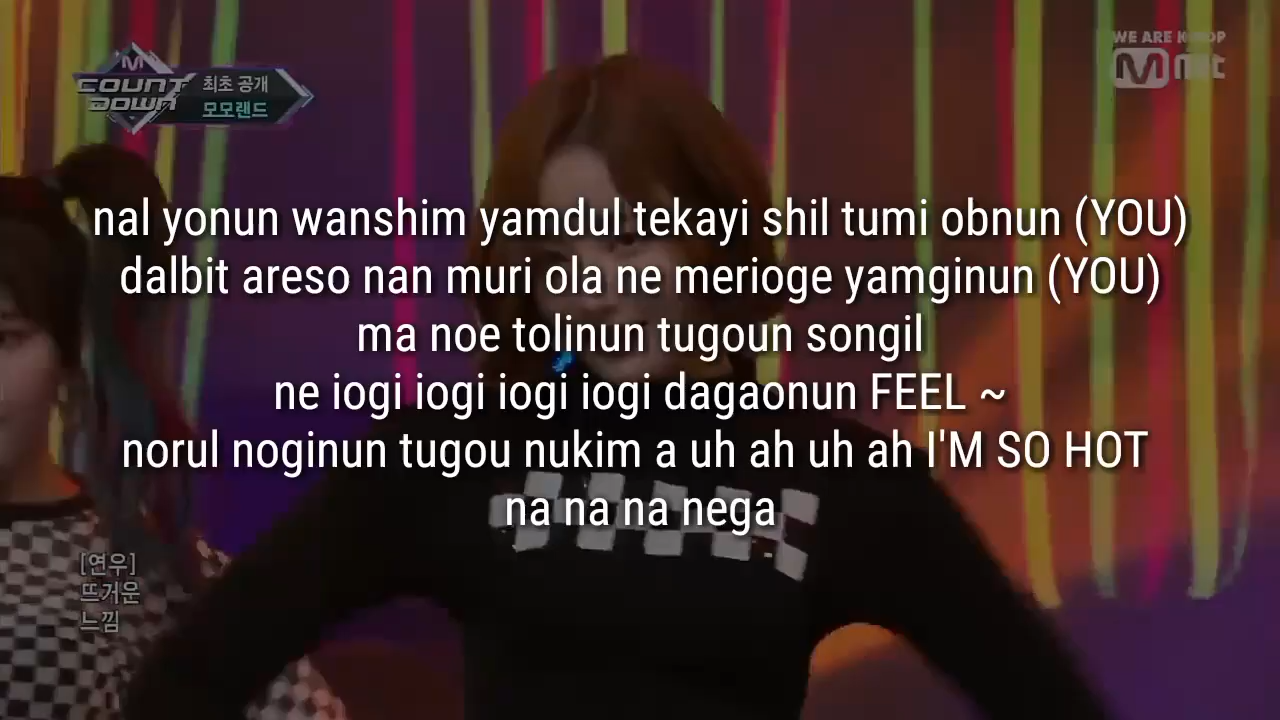 M
COUNT
DOWN
최초 공개
모모랜드
WE ARE K-POP
Mnet
nal yonun wanshim yamdul tekayi shil tumi obnun (YOU)
dalbit areso nan muri ola ne merioge yamginun (YOU)
ma noe tolinun tugoun songil
ne iogi iogi iogi iogi dagaonun FEEL ~
norul noginun tugou nukim a uh ah uh ah I'M SO HOT
na na na nega
[연우]
뜨거운
느낌